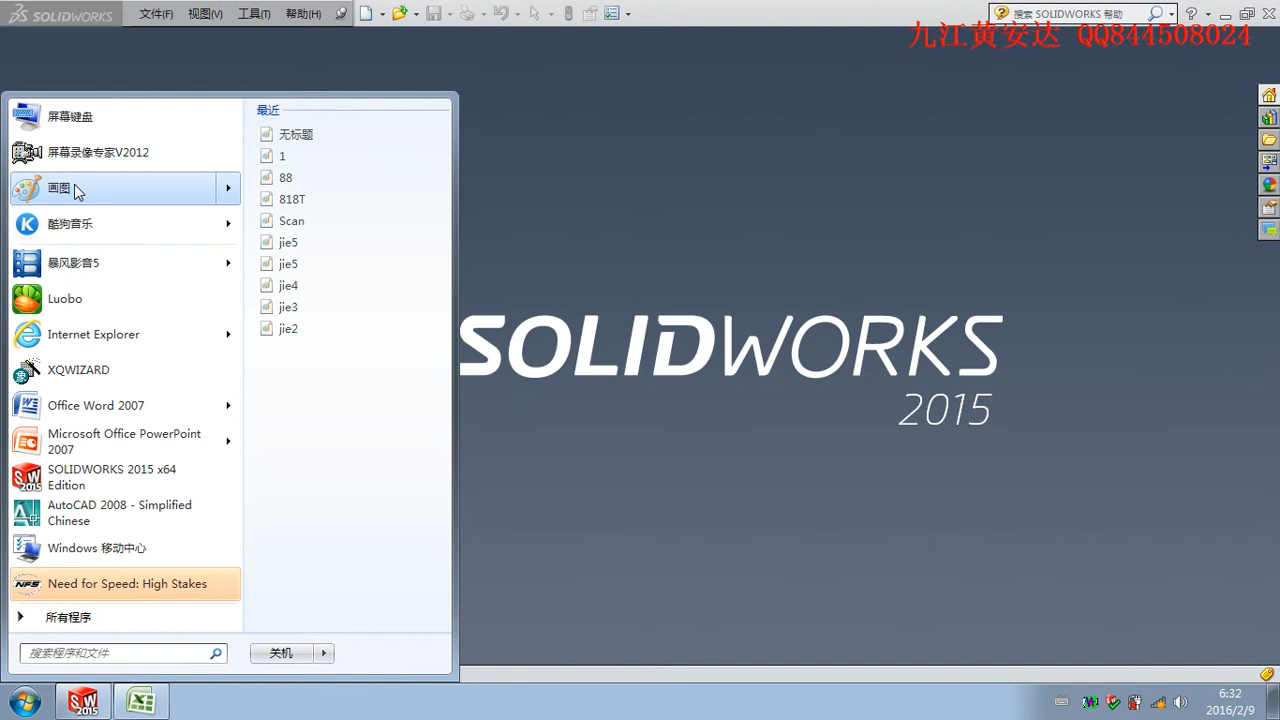 SOLIDWORKS 文件(F) 视图(V) 工具(T) 帮助(H) 搜索 SOLIDWORKS 帮助
九江黄安达 QQ844508024
屏幕键盘
屏幕录像专家V2012
画图
酷狗音乐
暴风影音5
Luobo
Internet Explorer
XQWIZARD
Office Word 2007
Microsoft Office PowerPoint
2007
SOLIDWORKS 2015 x64
Edition
AutoCAD 2008 - Simplified
Chinese
Windows 移动中心
Need for Speed: High Stakes
所有程序
搜索程序和文件
关机
最近
无标题
1
88
818T
Scan
jie5
jie5
jie4
jie3
jie2
SOLIDWORKS
2015
6:32
2016/2/9